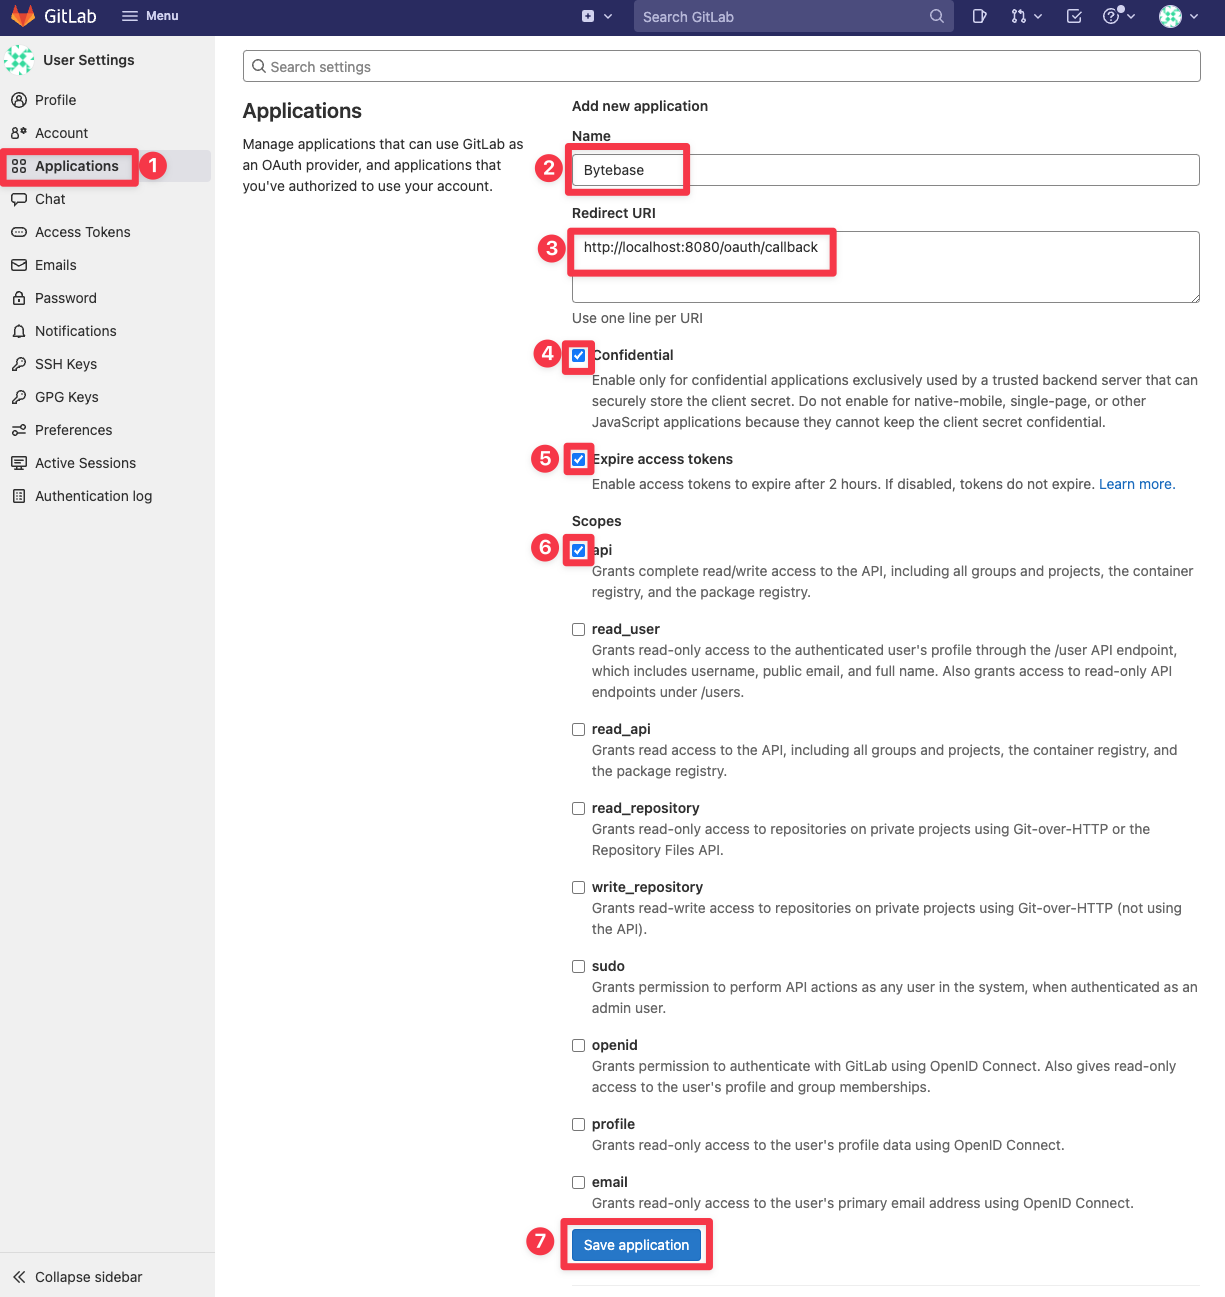 GitLab
Menu
Search GitLab
User Settings
Profile
Account
Applications
1
Chat
Access Tokens
Emails
Password
Notifications
SSH Keys
GPG Keys
Preferences
Active Sessions
Authentication log
Collapse sidebar
Search settings
Applications
Manage applications that can use GitLab as
an OAuth provider, and applications that
you've authorized to use your account.
Add new application
Name
2
Bytebase
Redirect URI
3
http://localhost:8080/oauth/callback
Use one line per URI
4
Confidential
Enable only for confidential applications exclusively used by a trusted backend server that can
securely store the client secret. Do not enable for native-mobile, single-page, or other
JavaScript applications because they cannot keep the client secret confidential.
5
Expire access tokens
Enable access tokens to expire after 2 hours. If disabled, tokens do not expire. Learn more.
Scopes
6
api
Grants complete read/write access to the API, including all groups and projects, the container
registry, and the package registry.
read_user
Grants read-only access to the authenticated user's profile through the /user API endpoint,
which includes username, public email, and full name. Also grants access to read-only API
endpoints under /users.
read_api
Grants read access to the API, including all groups and projects, the container registry, and
the package registry.
read_repository
Grants read-only access to repositories on private projects using Git-over-HTTP or the
Repository Files API.
write_repository
Grants read-write access to repositories on private projects using Git-over-HTTP (not using
the API).
sudo
Grants permission to perform API actions as any user in the system, when authenticated as an
admin user.
openid
Grants permission to authenticate with GitLab using OpenID Connect. Also gives read-only
access to the user's profile and group memberships.
profile
Grants read-only access to the user's profile data using OpenID Connect.
email
Grants read-only access to the user's primary email address using OpenID Connect.
7
Save application